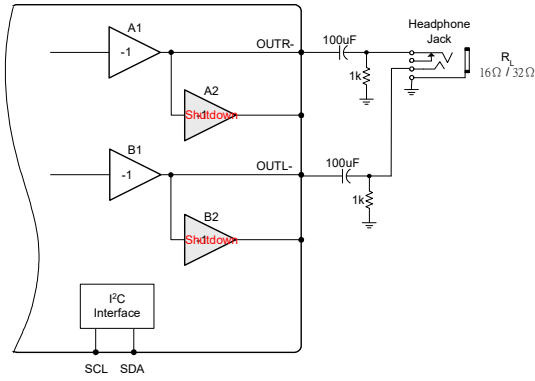 A1
-1
OUTR-
100uF
1k
Headphone
Jack
R_L
16Ω / 32Ω
A2
Shutdown
B1
-1
OUTL-
100uF
1k
B2
Shutdown
I²C
Interface
SCL SDA